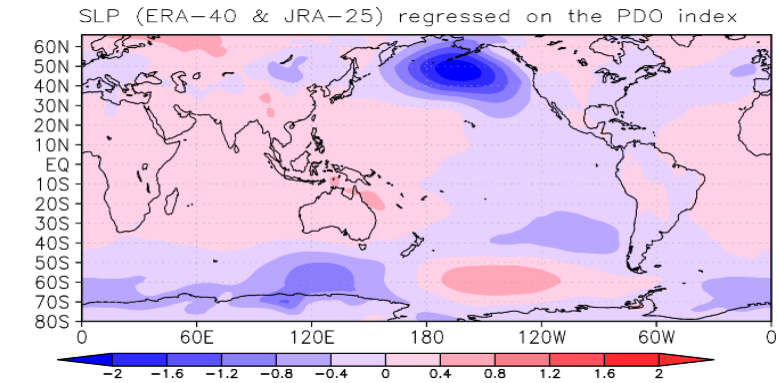 SLP (ERA-40 & JRA-25) regressed on the PDO index
60N
50N
40N
30N
20N
10N
EQ
10S
20S
30S
40S
50S
60S
70S
80S
0 60E 120E 180 120W 60W 0
-2 -1.6 -1.2 -0.8 -0.4 0 0.4 0.8 1.2 1.6 2